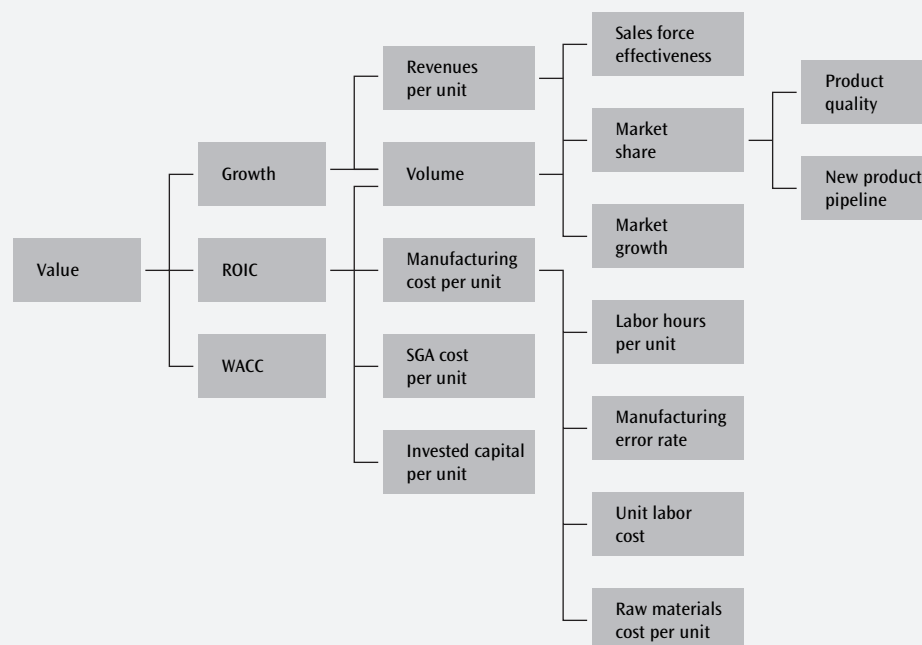 Value
Growth
ROIC
WACC
Revenues
per unit
Volume
Manufacturing
cost per unit
SGA cost
per unit
Invested capital
per unit
Sales force
effectiveness
Market
share
Market
growth
Labor hours
per unit
Manufacturing
error rate
Unit labor
cost
Raw materials
cost per unit
Product
quality
New product
pipeline